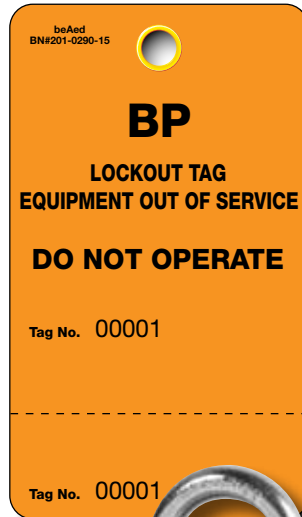 beAed
BN#201-0290-15
BP
LOCKOUT TAG
EQUIPMENT OUT OF SERVICE
DO NOT OPERATE
Tag No. 00001
Tag No. 00001